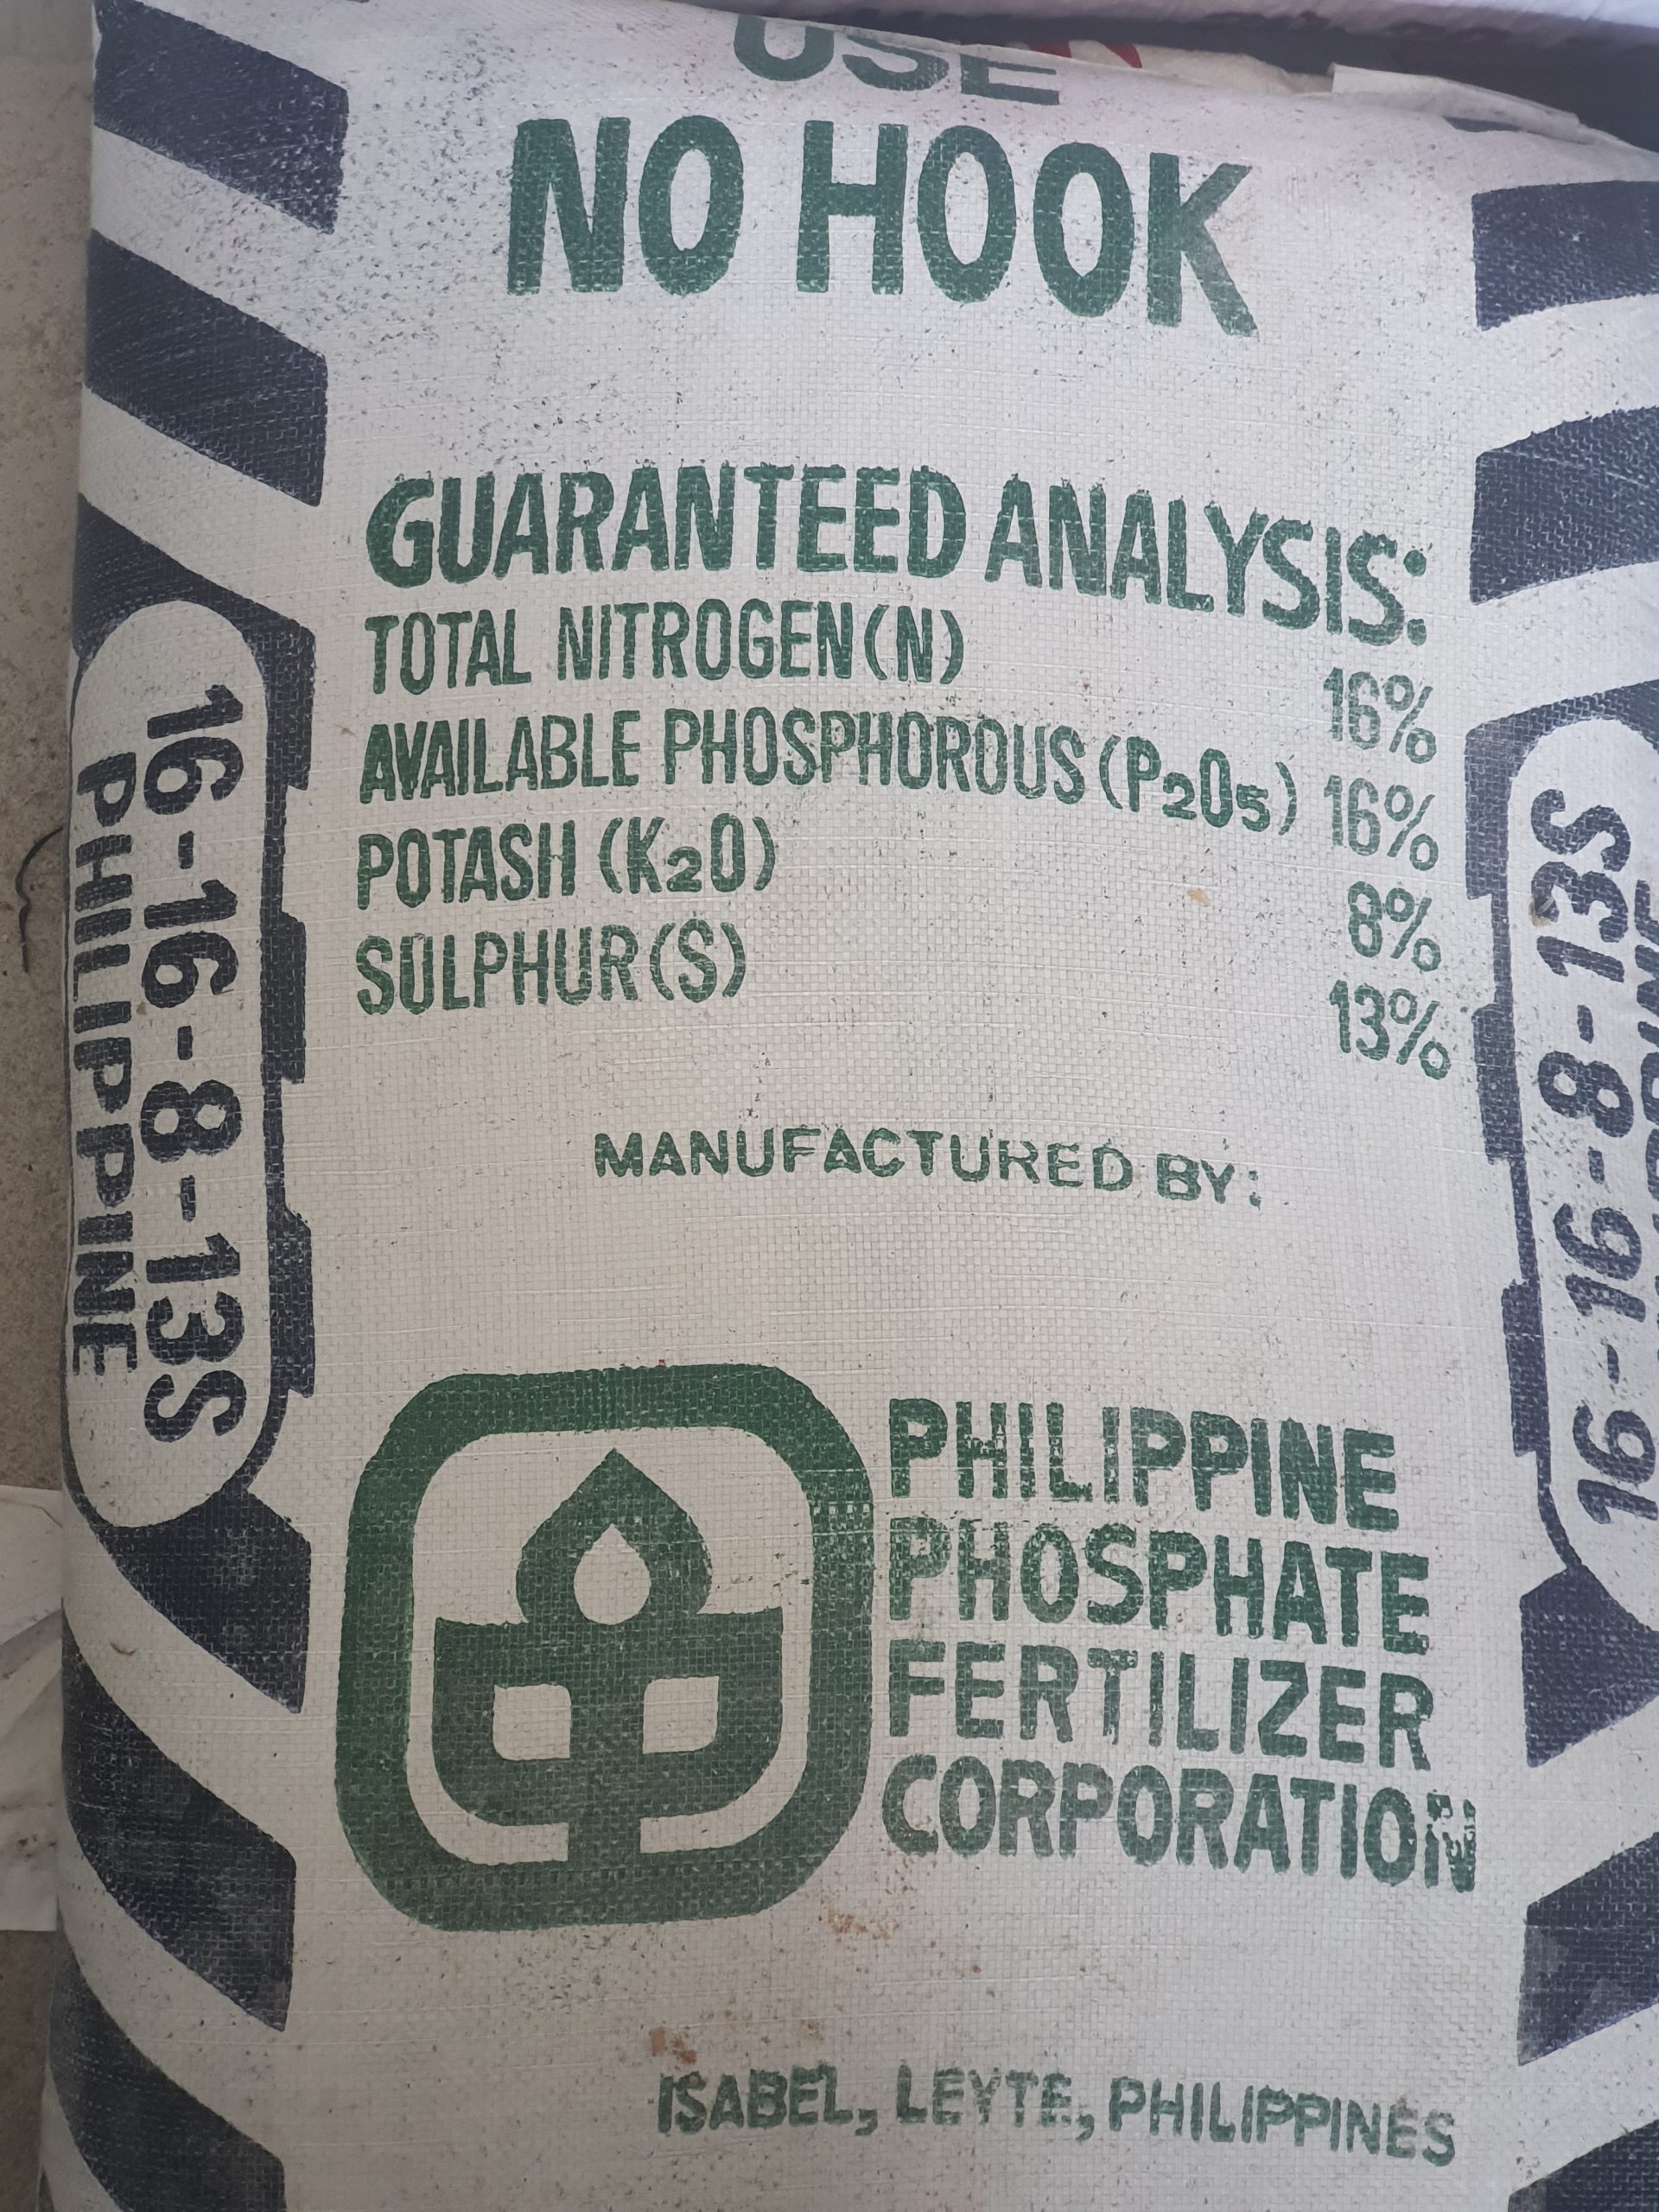 USE
NO HOOK
GUARANTEED ANALYSIS:
TOTAL NITROGEN(N) 16%
AVAILABLE PHOSPHOROUS(P₂O₅) 16%
POTASH (K₂O) 8%
SULPHUR(S) 13%
MANUFACTURED BY:
PHILIPPINE
PHOSPHATE
FERTILIZER
CORPORATION
ISABEL, LEYTE, PHILIPPINES
16-16-8-13S
PHILIPPINE
16-16-8-13S